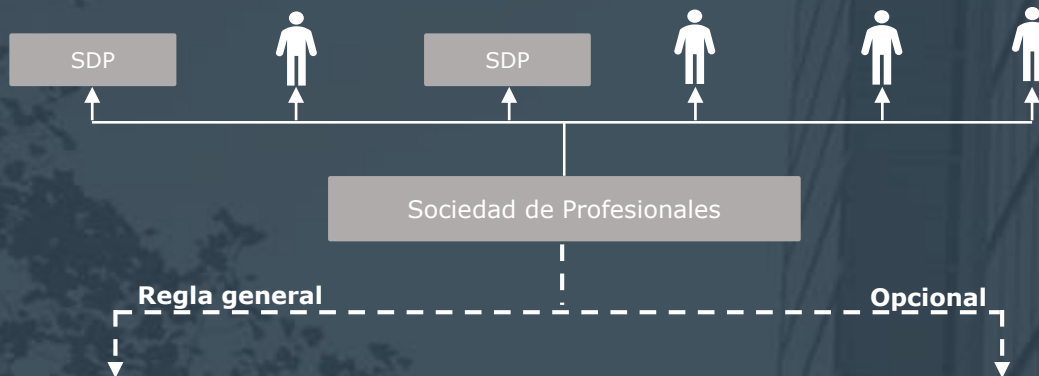 SDP
SDP
Sociedad de Profesionales
Regla general
Opcional